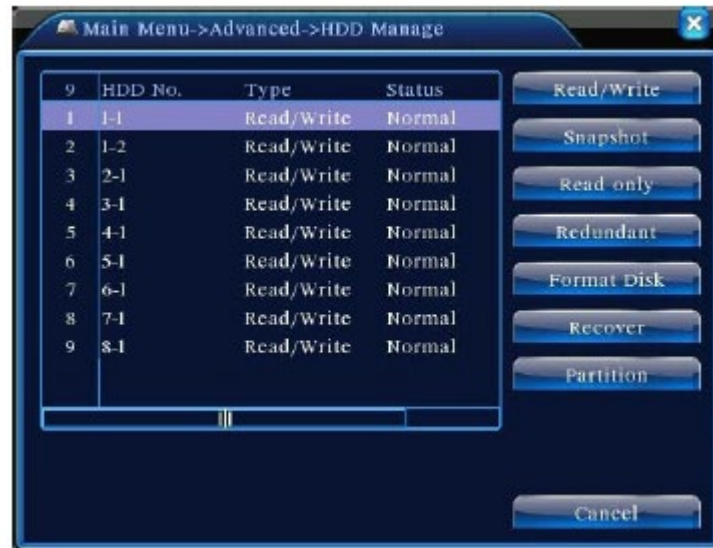 Main Menu->Advanced->HDD Manage
9 HDD No. Type Status
1 1-1 Read/Write Normal
2 1-2 Read/Write Normal
3 2-1 Read/Write Normal
4 3-1 Read/Write Normal
5 4-1 Read/Write Normal
6 5-1 Read/Write Normal
7 6-1 Read/Write Normal
8 7-1 Read/Write Normal
9 8-1 Read/Write Normal
Read/Write
Snapshot
Read only
Redundant
Format Disk
Recover
Partition
Cancel